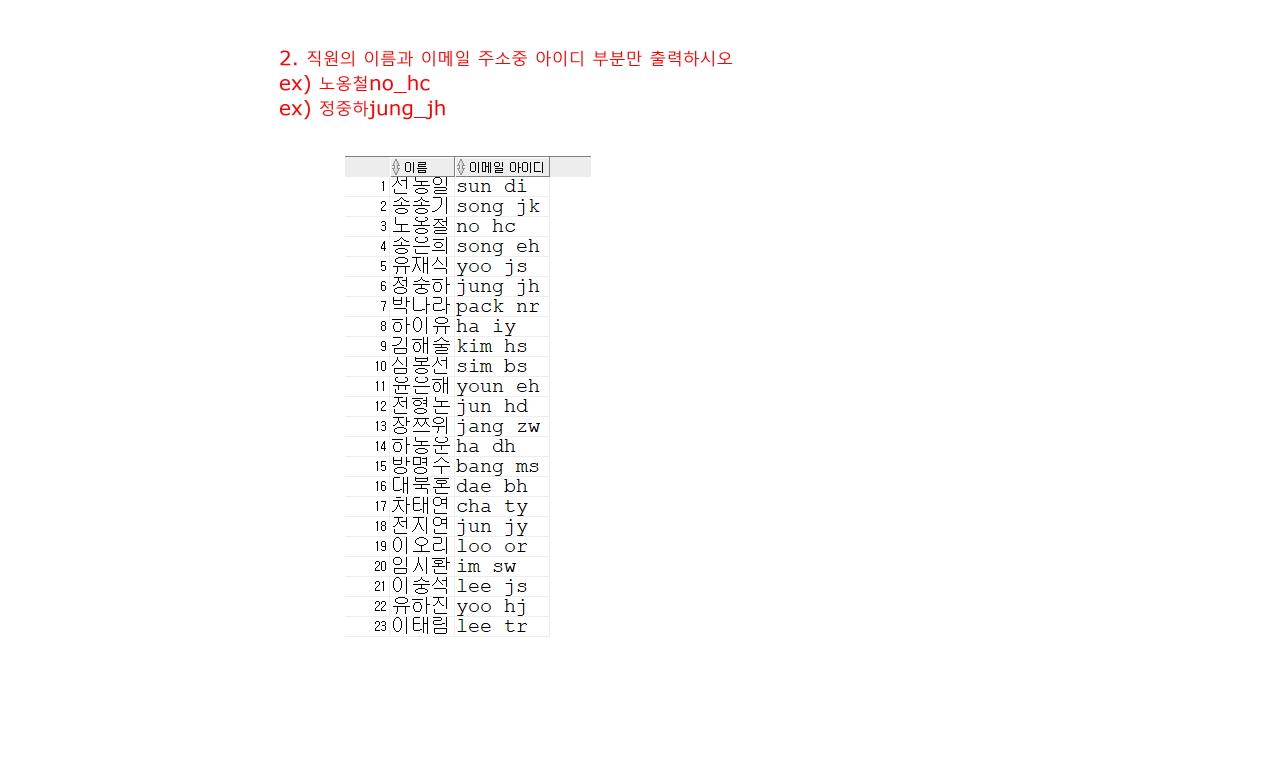 2. 직원의 이름과 이메일 주소중 아이디 부분만 출력하시오
ex) 노옹철no_hc
ex) 정중하jung_jh
이름 이메일 아이디
1 선동일 sun di
2 송종기 song jk
3 노옹철 no hc
4 송은희 song eh
5 유재식 yoo js
6 정중하 jung jh
7 박나라 pack nr
8 하이유 ha iy
9 김해술 kim hs
10 심봉선 sim bs
11 윤은해 youn eh
12 전형돈 jun hd
13 장쯔위 jang zw
14 하동운 ha dh
15 방명수 bang ms
16 대북혼 dae bh
17 차태연 cha ty
18 전지연 jun jy
19 이오리 loo or
20 임시환 im sw
21 이중석 lee js
22 유하진 yoo hj
23 이태림 lee tr